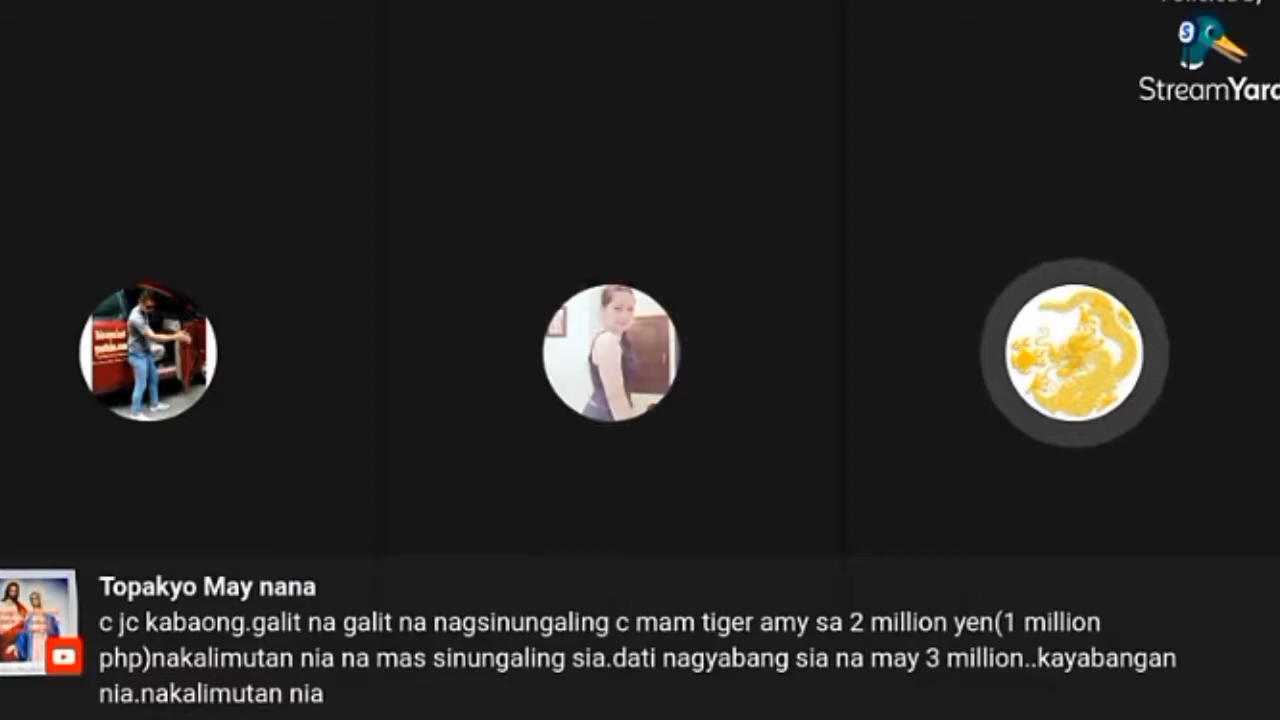 StreamYard
Topakyo May nana
c jc kabaong.galit na galit na nagsinungaling c mam tiger amy sa 2 million yen(1 million
php)nakalimutan nia na mas sinungaling sia.dati nagyabang sia na may 3 million..kayabangan
nia.nakalimutan nia